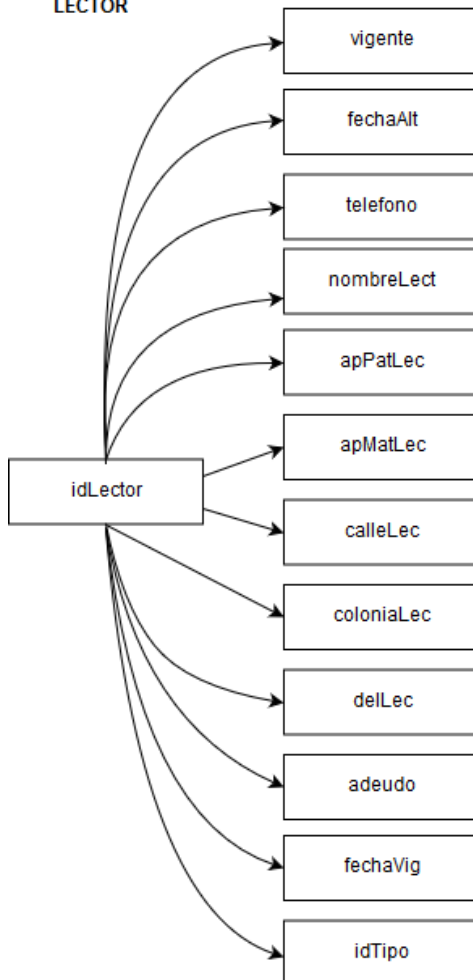 LECTOR
vigente
fechaAlt
telefono
nombreLect
apPatLec
apMatLec
idLector
calleLec
coloniaLec
delLec
adeudo
fechaVig
idTipo